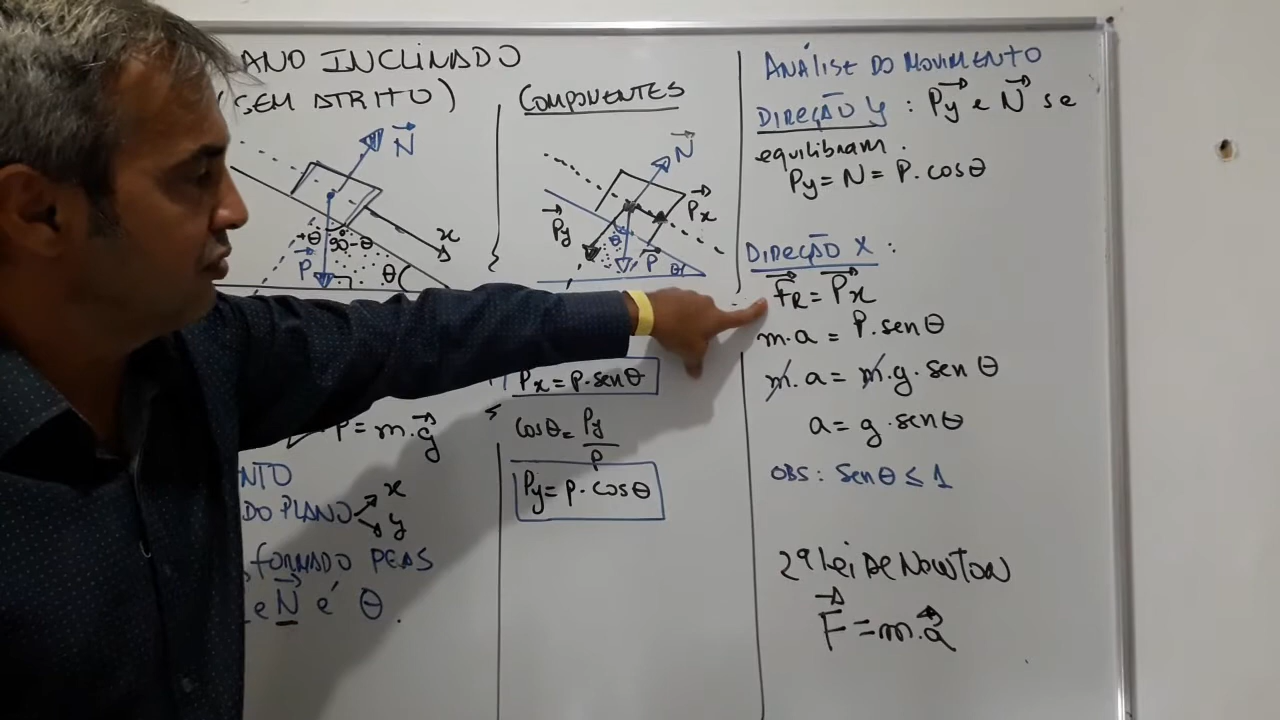 ANO INCLINADO
(SEM ATRITO)
N
θ
90-θ
P
θ
x
P = m.g
NTO
DO PLANO x
y
FORMADO PEAS
e N é θ.
COMPONENTES
N
Px
Py
θ
P
θ
Px = P.senθ
cosθ = Py
P
Py = P.cosθ
ANÁLISE DO MOVIMENTO
DIREÇÃO Y : Py e N se
equilibram.
Py = N = P.cosθ
DIREÇÃO X :
FR = Px
m.a = P.senθ
m.a = m.g.senθ
a = g.senθ
OBS: Senθ ≤ 1
2ª Lei DE NEWTON
F = m.a